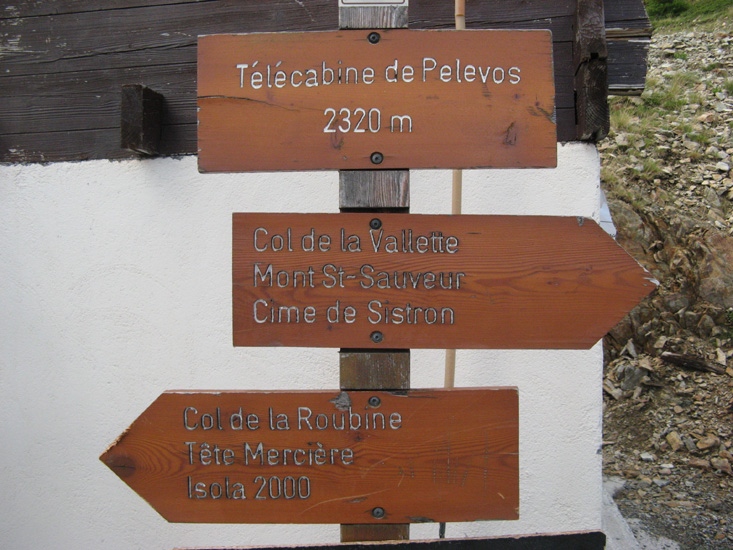 Télécabine de Pelevos
2320 m
Col de la Vallette
Mont St-Sauveur
Cime de Sistron
Col de la Roubine
Tête Mercière
Isola 2000